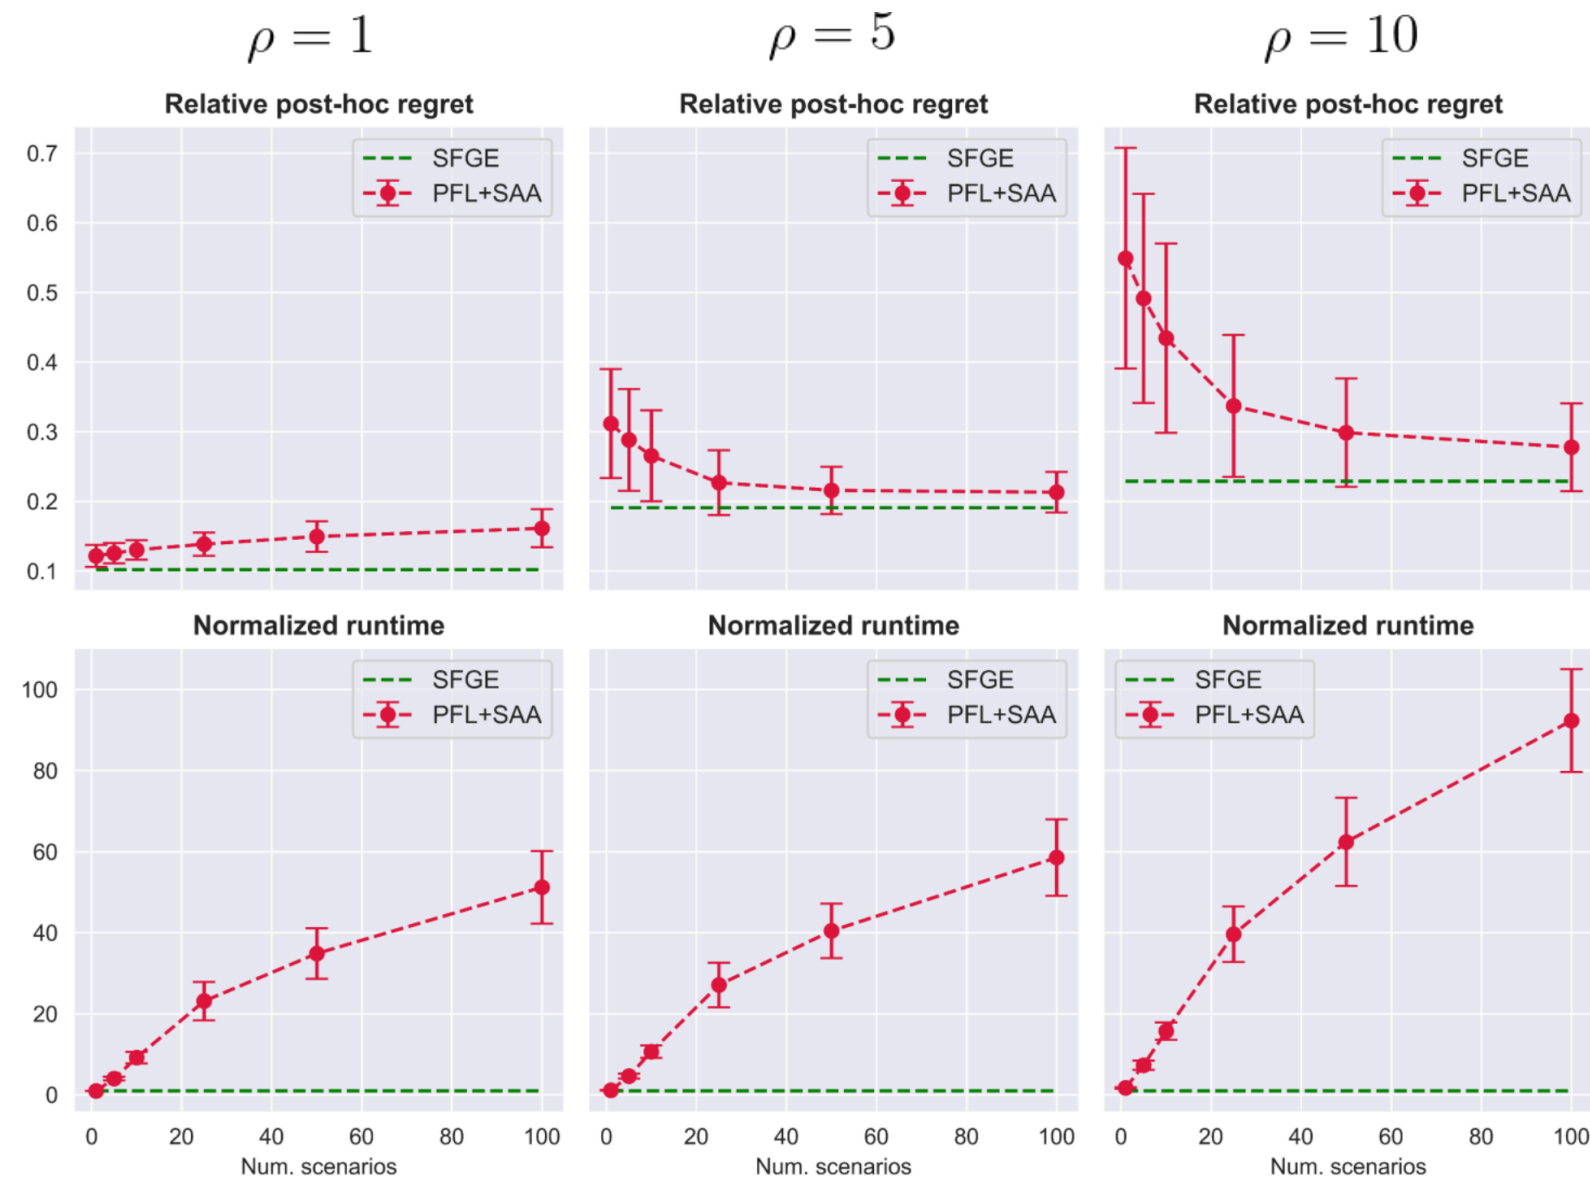 ρ = 1
ρ = 5
ρ = 10
Relative post-hoc regret
Relative post-hoc regret
Relative post-hoc regret
SFGE
PFL+SAA
SFGE
PFL+SAA
SFGE
PFL+SAA
0.7
0.6
0.5
0.4
0.3
0.2
0.1
Normalized runtime
Normalized runtime
Normalized runtime
SFGE
PFL+SAA
SFGE
PFL+SAA
SFGE
PFL+SAA
100
80
60
40
20
0
0 20 40 60 80 100
0 20 40 60 80 100
0 20 40 60 80 100
Num. scenarios
Num. scenarios
Num. scenarios